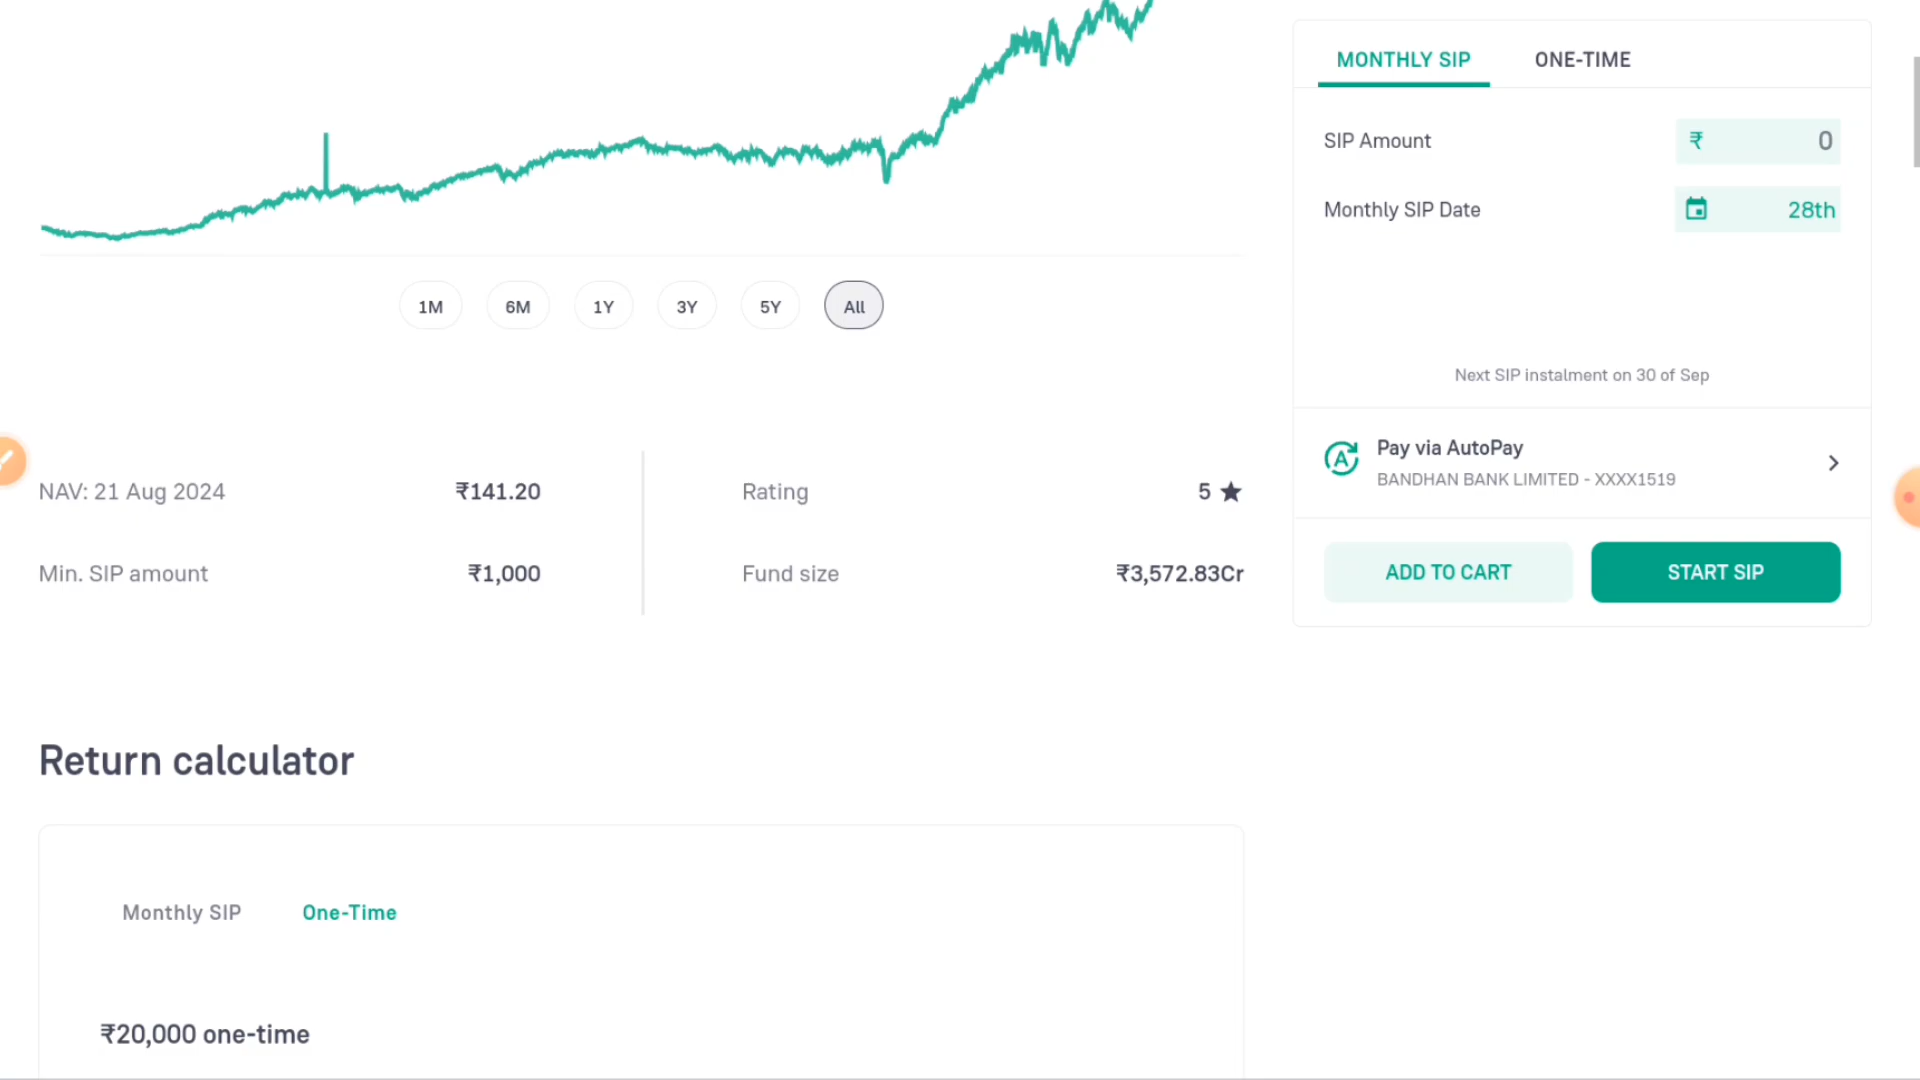 MONTHLY SIP ONE-TIME
SIP Amount ₹ 0
Monthly SIP Date 28th
Next SIP instalment on 30 of Sep
Pay via AutoPay
BANDHAN BANK LIMITED - XXXX1519
ADD TO CART START SIP
1M 6M 1Y 3Y 5Y All
NAV: 21 Aug 2024 ₹141.20 Rating 5 ★
Min. SIP amount ₹1,000 Fund size ₹3,572.83Cr
Return calculator
Monthly SIP One-Time
₹20,000 one-time